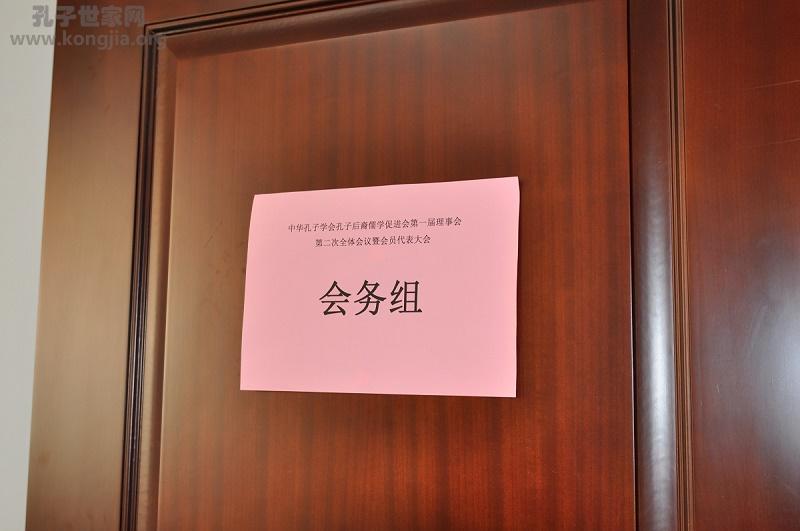 孔子世家网
www.kongjia.org
中华孔子学会孔子后裔儒学促进会第一届理事会
第二次全体会议暨会员代表大会
会务组